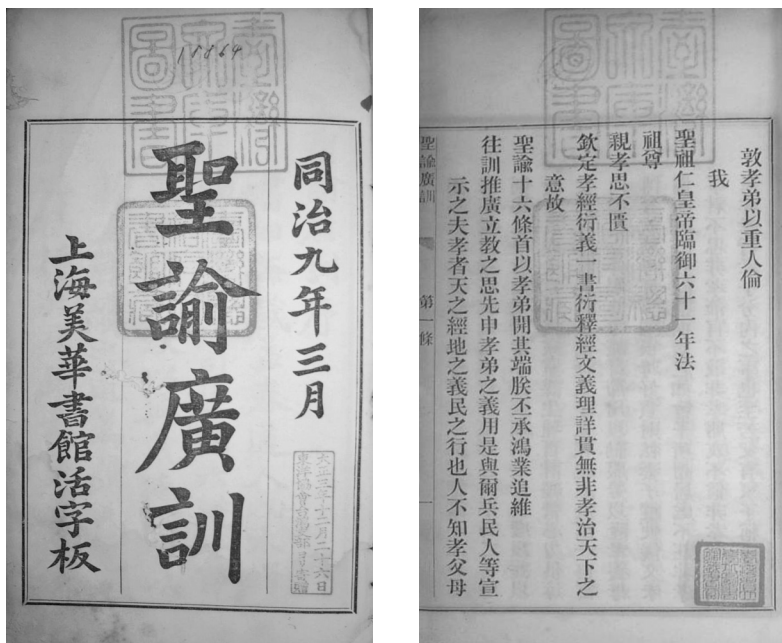 11864
同治九年三月
聖諭廣訓
上海美華書館活字板
敦孝弟以重人倫
我
聖祖仁皇帝臨御六十一年法
祖尊
親孝思不匱
欽定孝經衍義一書衍釋經文義理詳貫無非孝治天下之
意故
聖諭十六條首以孝弟開其端朕丕承鴻業追維
往訓推廣立教之思先申孝弟之義用是與爾兵民人等宣
示之夫孝者天之經地之義民之行也人不知孝父母
聖諭廣訓
第一條
一